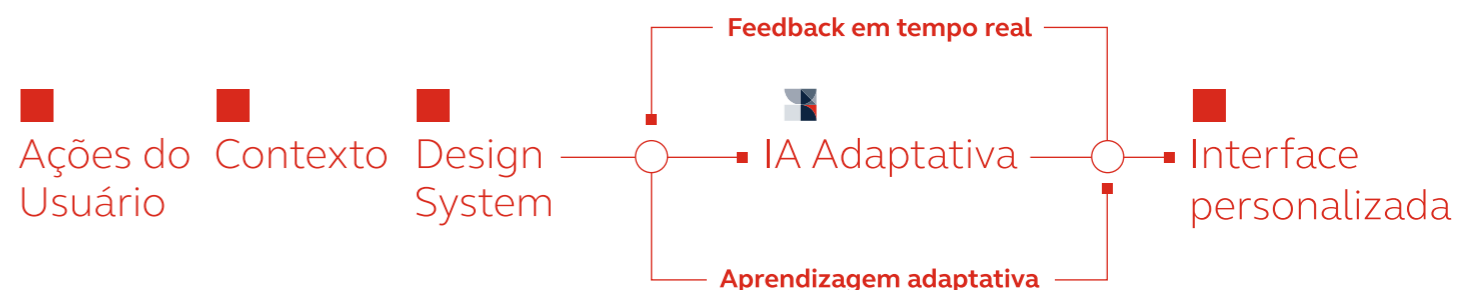 Feedback em tempo real
Ações do
Usuário
Contexto
Design
System
IA Adaptativa
Interface
personalizada
Aprendizagem adaptativa